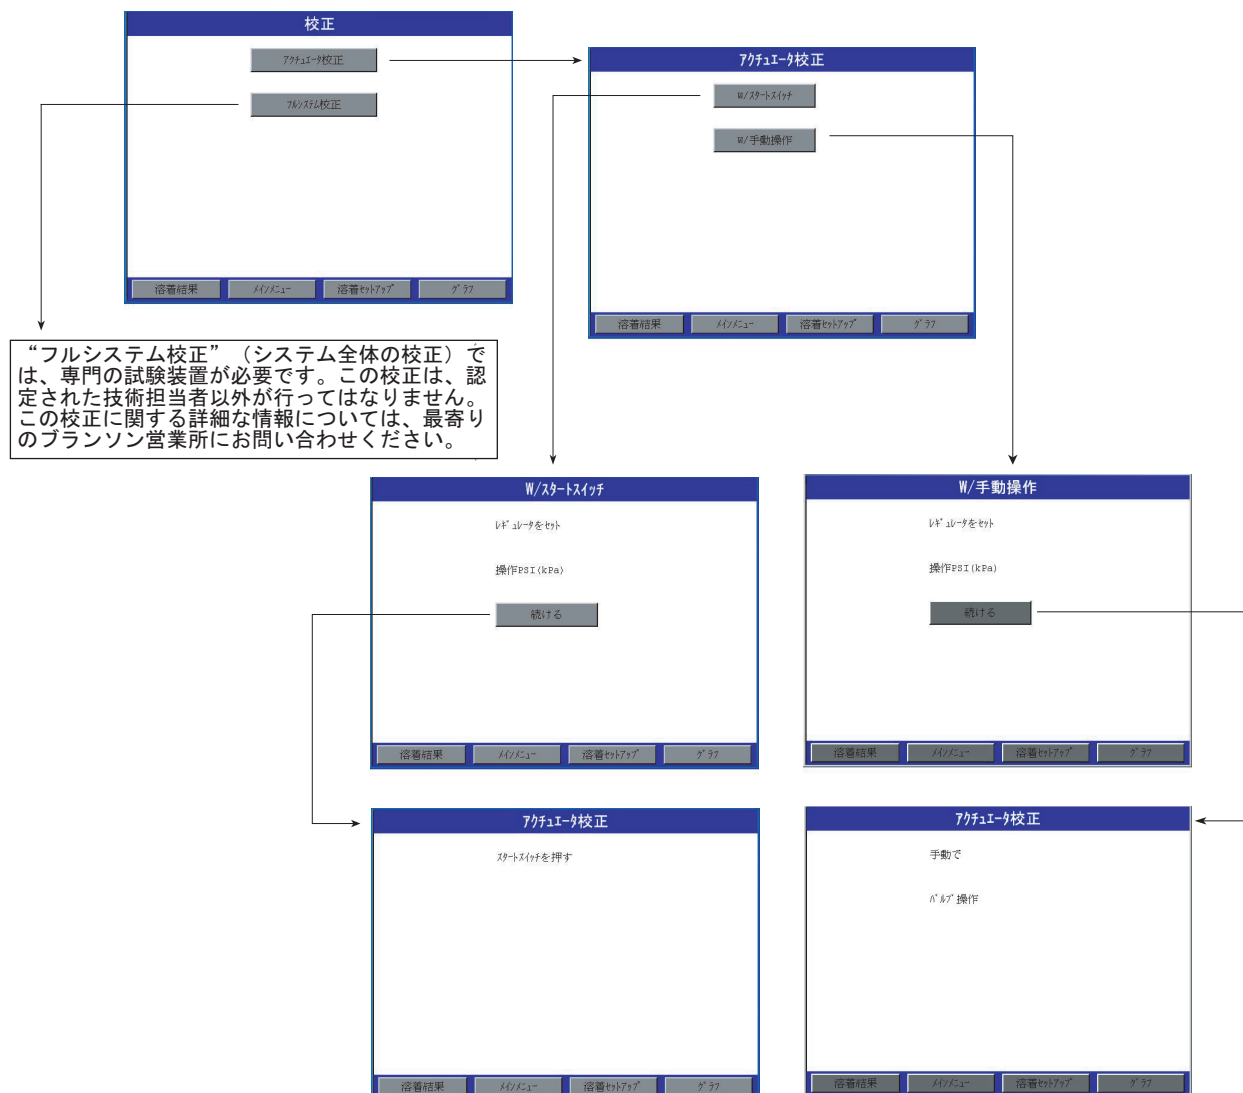 校正
ｱｸﾁｭｴｰﾀ校正
ﾌﾙｼｽﾃﾑ校正
溶着結果 ﾒｲﾝﾒﾆｭｰ 溶着ｾｯﾄｱｯﾌﾟ ｸﾞﾗﾌ
ｱｸﾁｭｴｰﾀ校正
W/ｽﾀｰﾄｽｲｯﾁ
W/手動操作
溶着結果 ﾒｲﾝﾒﾆｭｰ 溶着ｾｯﾄｱｯﾌﾟ ｸﾞﾗﾌ
“フルシステム校正”（システム全体の校正）で
は、専門の試験装置が必要です。この校正は、認
定された技術担当者以外が行ってはなりません。
この校正に関する詳細な情報については、最寄り
のブランソン営業所にお問い合わせください。
W/ｽﾀｰﾄｽｲｯﾁ
ﾚｷﾞｭﾚｰﾀをｾｯﾄ
操作PSI(kPa)
続ける
溶着結果 ﾒｲﾝﾒﾆｭｰ 溶着ｾｯﾄｱｯﾌﾟ ｸﾞﾗﾌ
W/手動操作
ﾚｷﾞｭﾚｰﾀをｾｯﾄ
操作PSI(kPa)
続ける
溶着結果 ﾒｲﾝﾒﾆｭｰ 溶着ｾｯﾄｱｯﾌﾟ ｸﾞﾗﾌ
ｱｸﾁｭｴｰﾀ校正
ｽﾀｰﾄｽｲｯﾁを押す
溶着結果 ﾒｲﾝﾒﾆｭｰ 溶着ｾｯﾄｱｯﾌﾟ ｸﾞﾗﾌ
ｱｸﾁｭｴｰﾀ校正
手動で
ﾊﾞﾙﾌﾞ操作
溶着結果 ﾒｲﾝﾒﾆｭｰ 溶着ｾｯﾄｱｯﾌﾟ ｸﾞﾗﾌ